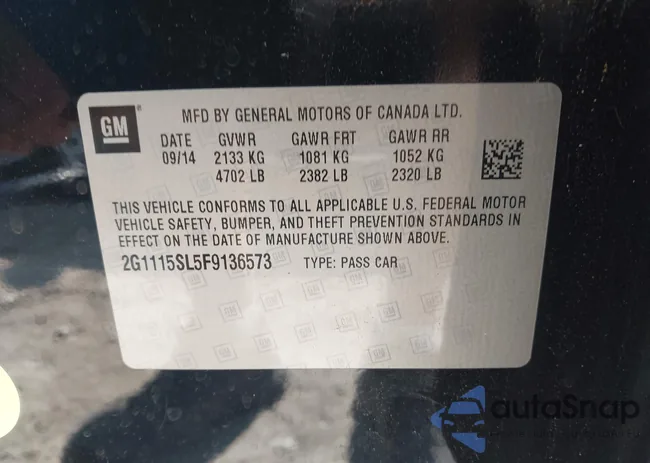 GM
MFD BY GENERAL MOTORS OF CANADA LTD.
DATE GVWR GAWR FRT GAWR RR
09/14 2133 KG 1081 KG 1052 KG
4702 LB 2382 LB 2320 LB
THIS VEHICLE CONFORMS TO ALL APPLICABLE U.S. FEDERAL MOTOR
VEHICLE SAFETY, BUMPER, AND THEFT PREVENTION STANDARDS IN
EFFECT ON THE DATE OF MANUFACTURE SHOWN ABOVE.
2G1115SL5F9136573 TYPE: PASS CAR
autoSnap